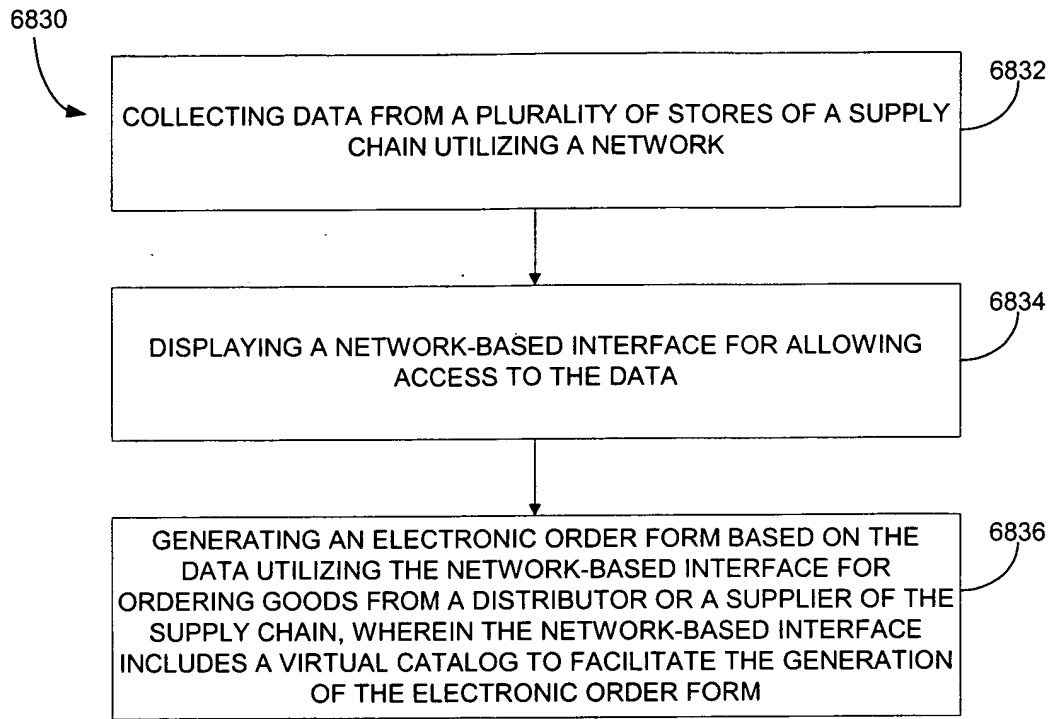 6830
6832
COLLECTING DATA FROM A PLURALITY OF STORES OF A SUPPLY
CHAIN UTILIZING A NETWORK
6834
DISPLAYING A NETWORK-BASED INTERFACE FOR ALLOWING
ACCESS TO THE DATA
6836
GENERATING AN ELECTRONIC ORDER FORM BASED ON THE
DATA UTILIZING THE NETWORK-BASED INTERFACE FOR
ORDERING GOODS FROM A DISTRIBUTOR OR A SUPPLIER OF THE
SUPPLY CHAIN, WHEREIN THE NETWORK-BASED INTERFACE
INCLUDES A VIRTUAL CATALOG TO FACILITATE THE GENERATION
OF THE ELECTRONIC ORDER FORM